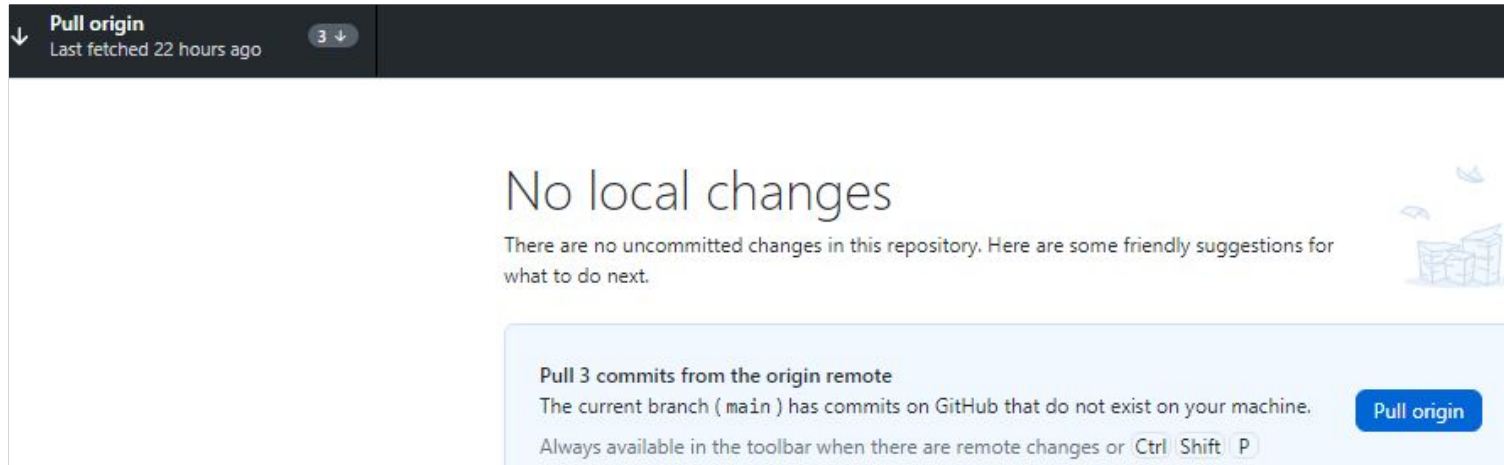 Pull origin
Last fetched 22 hours ago
3 ↓
No local changes
There are no uncommitted changes in this repository. Here are some friendly suggestions for
what to do next.
Pull 3 commits from the origin remote
The current branch ( main ) has commits on GitHub that do not exist on your machine.
Pull origin
Always available in the toolbar when there are remote changes or Ctrl Shift P